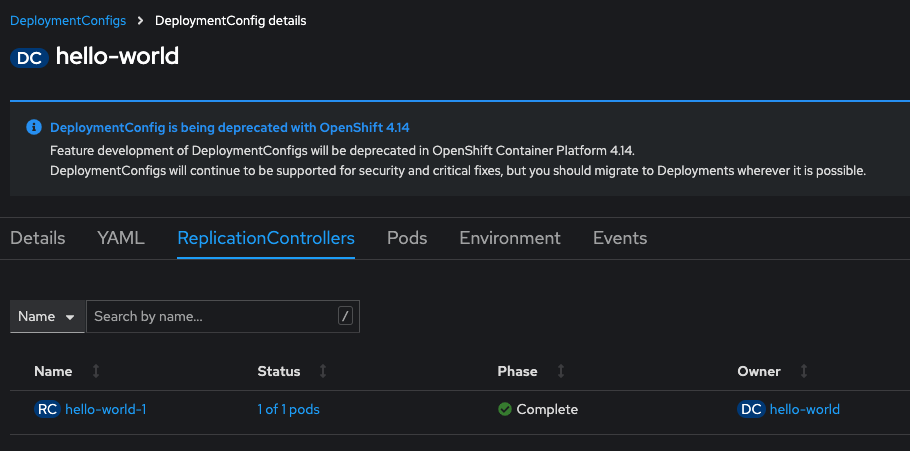 DeploymentConfigs > DeploymentConfig details
DC hello-world
DeploymentConfig is being deprecated with OpenShift 4.14
Feature development of DeploymentConfigs will be deprecated in OpenShift Container Platform 4.14.
DeploymentConfigs will continue to be supported for security and critical fixes, but you should migrate to Deployments wherever it is possible.
Details YAML ReplicationControllers Pods Environment Events
Name Search by name... /
Name Status Phase Owner
RC hello-world-1 1 of 1 pods Complete DC hello-world